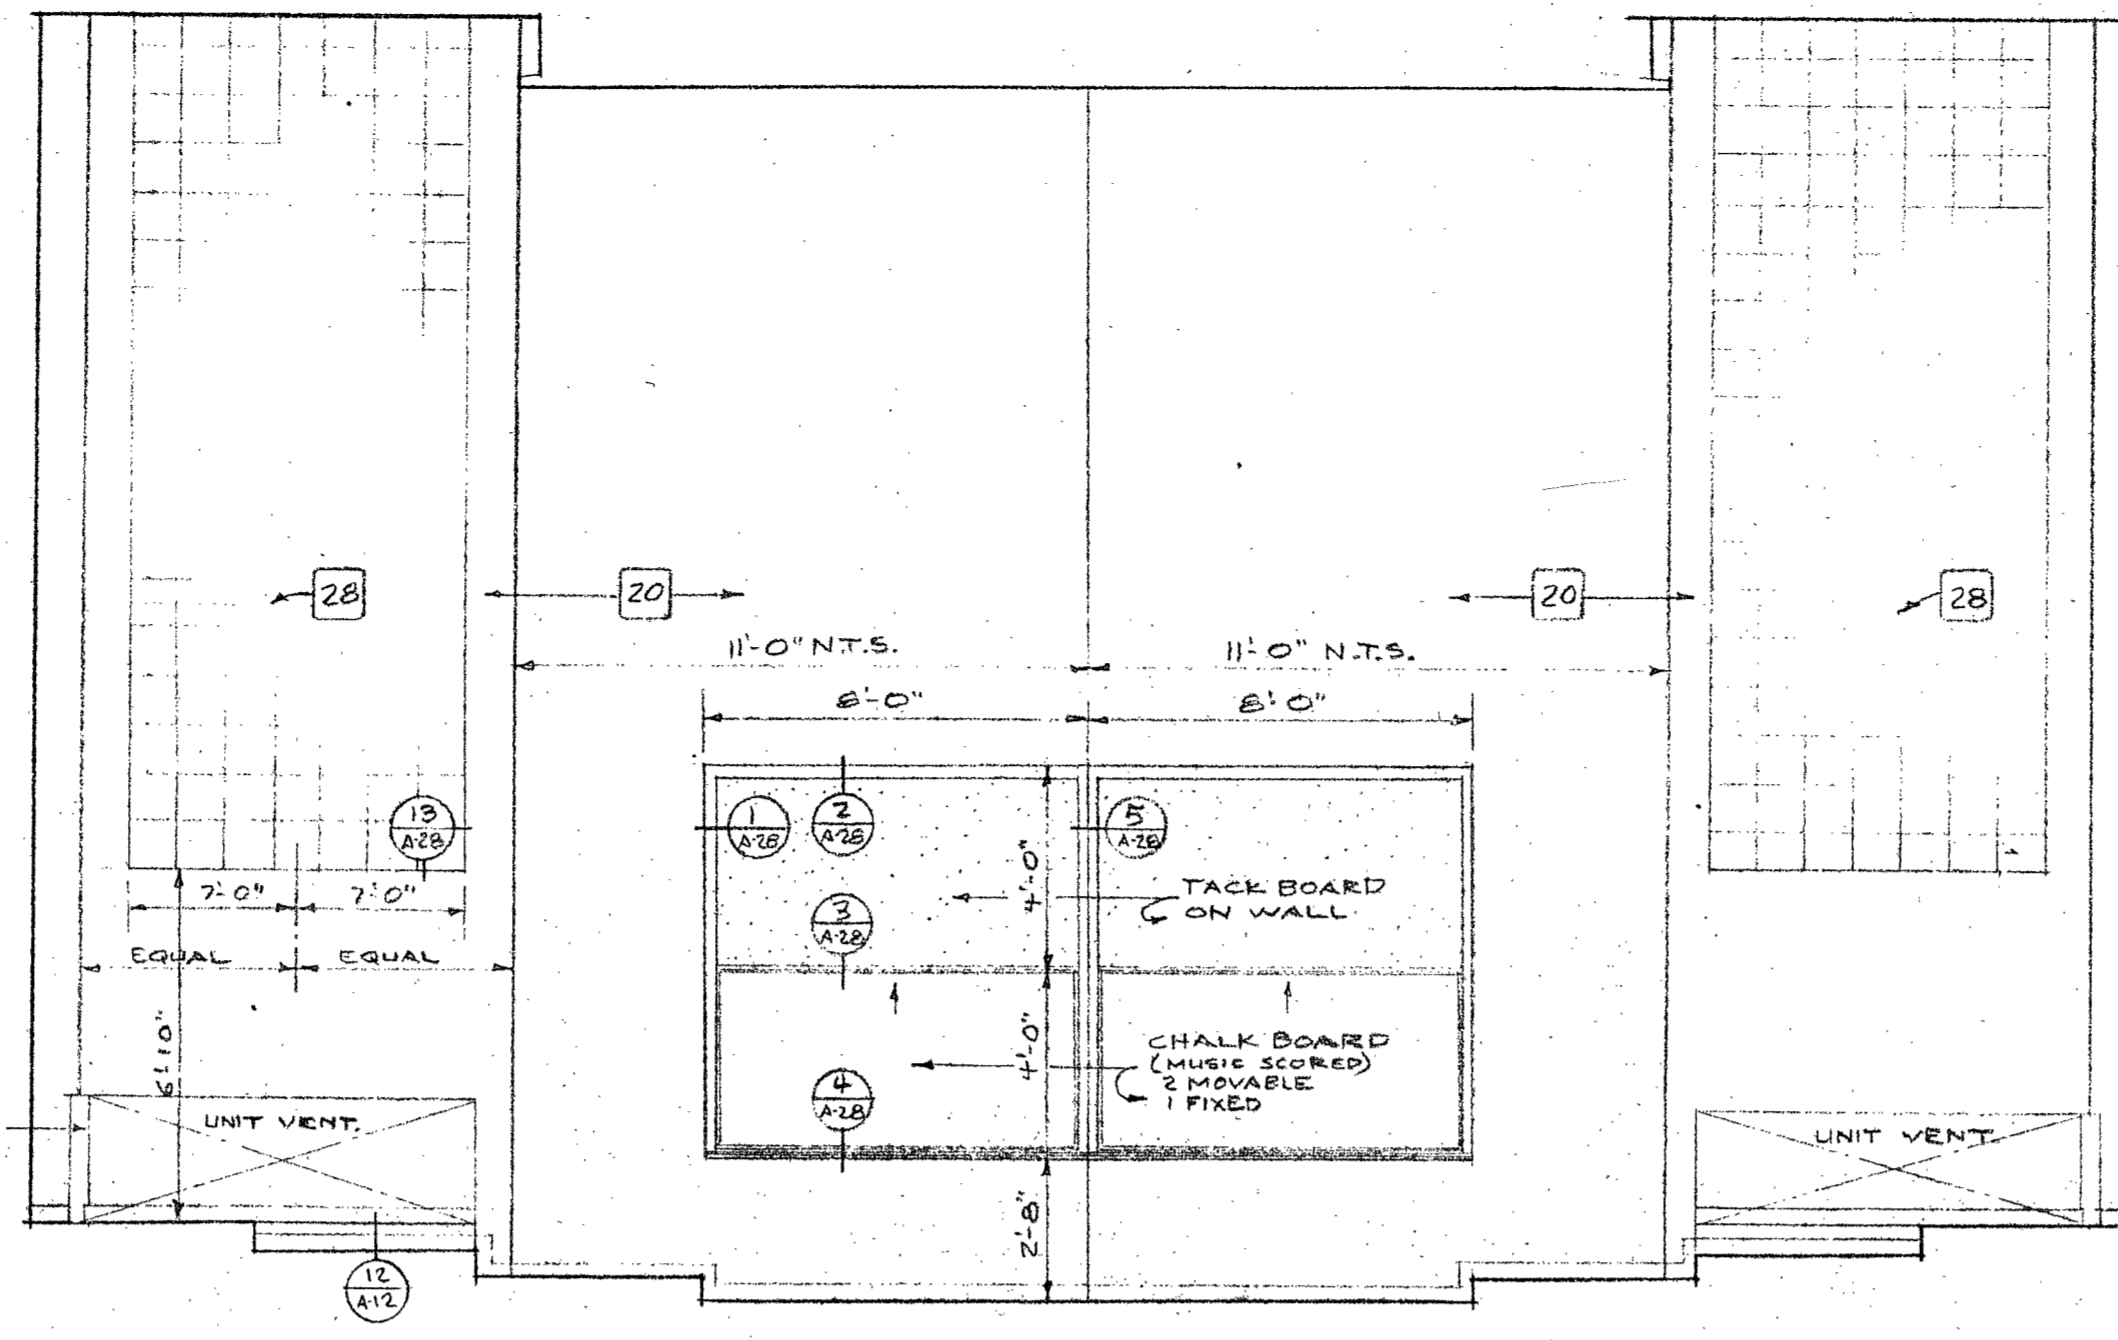 28
20
20
28
11'-0" N.T.S.
11'-0" N.T.S.
8'-0"
8'-0"
13
A-28
1
A-28
2
A-28
5
A-28
7'-0"
7'-0"
4'-0"
TACK BOARD
ON WALL
3
A-28
EQUAL
EQUAL
6'-10"
4'-0"
CHALK BOARD
(MUSIC SCORED)
2 MOVABLE
1 FIXED
4
A-28
UNIT VENT.
UNIT VENT.
2'-8"
12
A-12